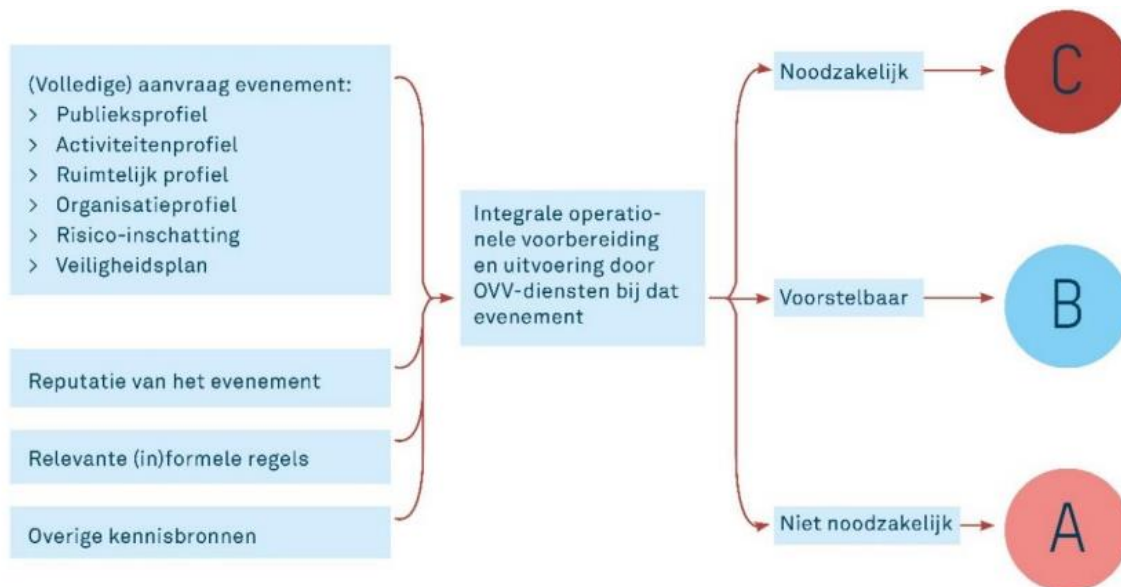 (Volledige) aanvraag evenement:
> Publieksprofiel
> Activiteitenprofiel
> Ruimtelijk profiel
> Organisatieprofiel
> Risico-inschatting
> Veiligheidsplan
Reputatie van het evenement
Relevante (in)formele regels
Overige kennisbronnen
Integrale operatio-
nele voorbereiding
en uitvoering door
OVV-diensten bij dat
evenement
Noodzakelijk
C
Voorstelbaar
B
Niet noodzakelijk
A